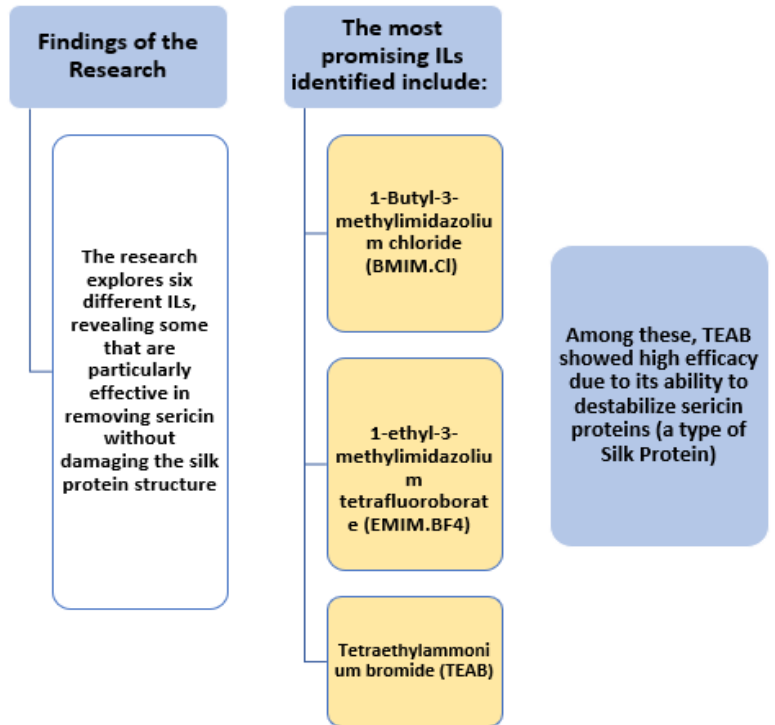 Findings of the
Research
The research
explores six
different ILs,
revealing some
that are
particularly
effective in
removing sericin
without
damaging the silk
protein structure
The most
promising ILs
identified include:
1-Butyl-3-
methylimidazoliu
m chloride
(BMIM.Cl)
1-ethyl-3-
methylimidazoliu
m
tetrafluoroborat
e (EMIM.BF4)
Tetraethylammoni
um bromide (TEAB)
Among these, TEAB
showed high efficacy
due to its ability to
destabilize sericin
proteins (a type of
Silk Protein)